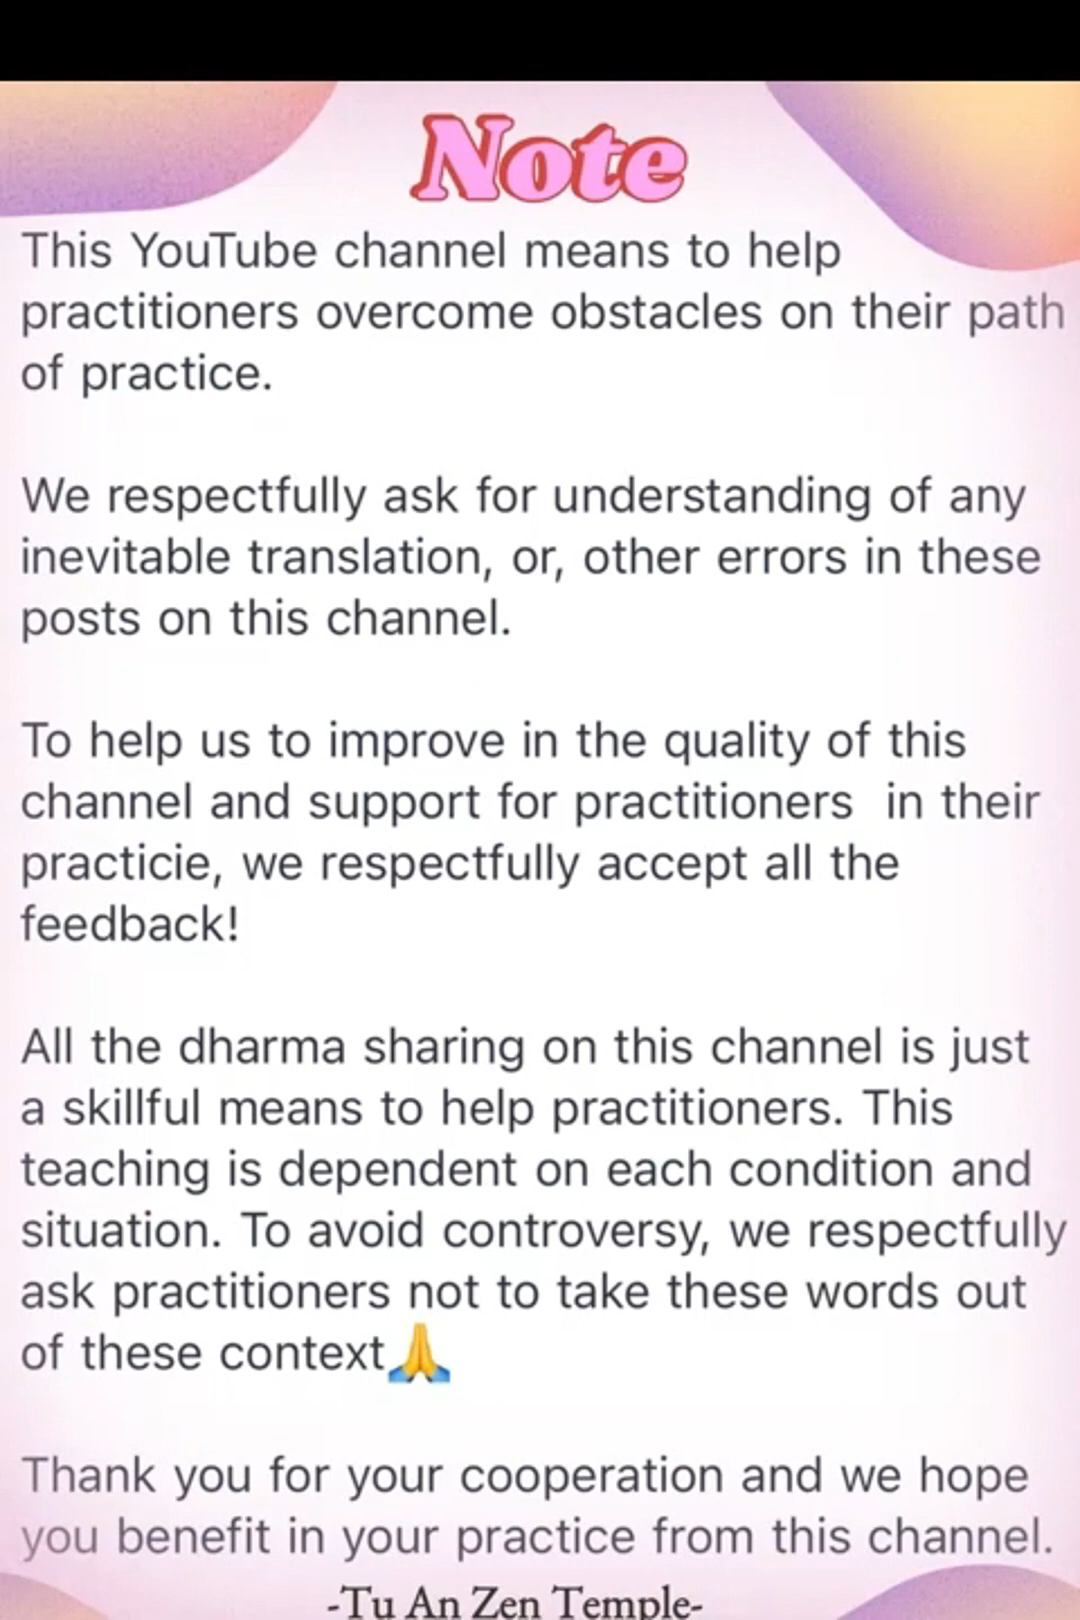 Note
This YouTube channel means to help
practitioners overcome obstacles on their path
of practice.
We respectfully ask for understanding of any
inevitable translation, or, other errors in these
posts on this channel.
To help us to improve in the quality of this
channel and support for practitioners  in their
practicie, we respectfully accept all the
feedback!
All the dharma sharing on this channel is just
a skillful means to help practitioners. This
teaching is dependent on each condition and
situation. To avoid controversy, we respectfully
ask practitioners not to take these words out
of these context🙏
Thank you for your cooperation and we hope
you benefit in your practice from this channel.
-Tu An Zen Temple-